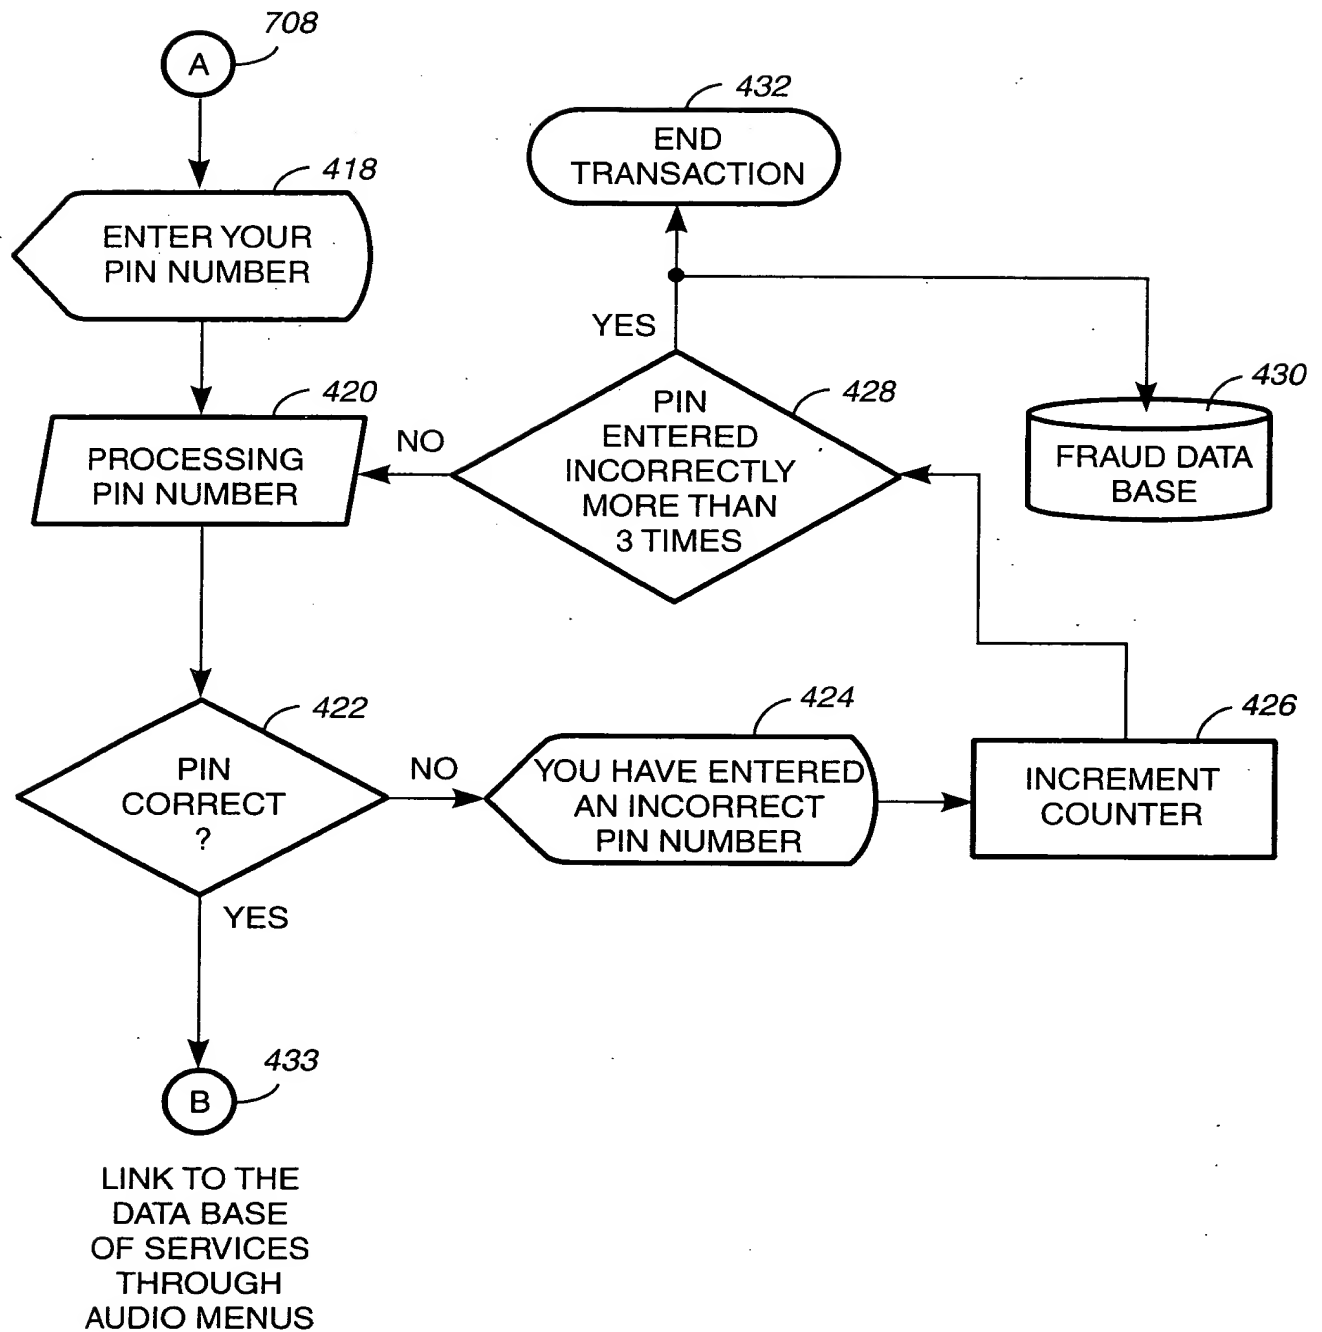 708
A
432
END
TRANSACTION
418
ENTER YOUR
PIN NUMBER
YES
420
PROCESSING
PIN NUMBER
NO
428
PIN
ENTERED
INCORRECTLY
MORE THAN
3 TIMES
430
FRAUD DATA
BASE
422
PIN
CORRECT
?
NO
424
YOU HAVE ENTERED
AN INCORRECT
PIN NUMBER
426
INCREMENT
COUNTER
YES
433
B
LINK TO THE
DATA BASE
OF SERVICES
THROUGH
AUDIO MENUS